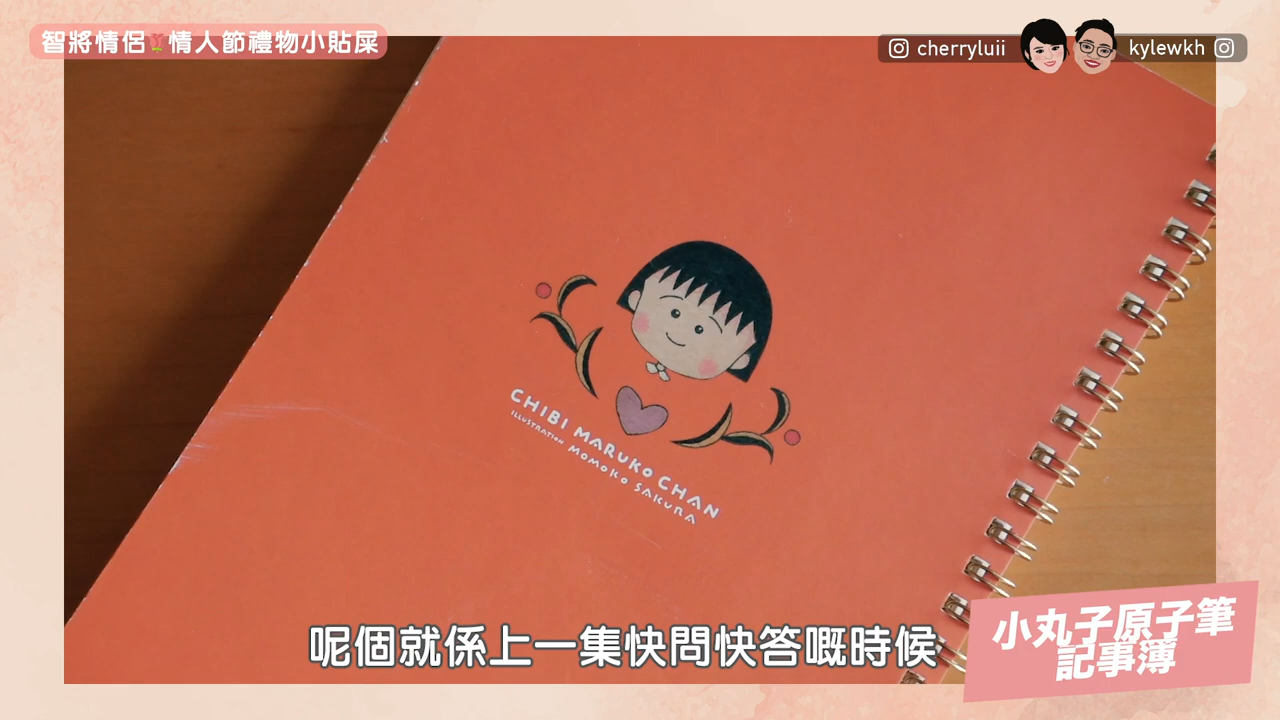 智將情侶🌹情人節禮物小貼屎
cherryluii
kylewkh
CHIBI MARUKO CHAN
ILLUSTRATION MOMOKO SAKURA
呢個就係上一集快問快答嘅時候
小丸子原子筆
記事簿